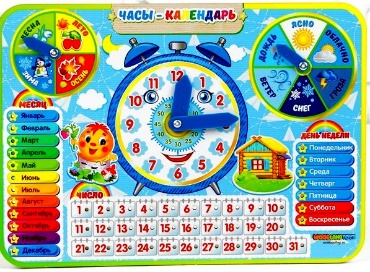 ЧАСЫ - КАЛЕНДАРЬ
ВЕСНА
ЛЕТО
ЗИМА
ОСЕНЬ
ЯСНО
ОБЛАЧНО
ГРОЗА
СНЕГ
ВЕТЕР
ДОЖДЬ
12
1
2
3
4
5
6
7
8
9
10
11
МЕСЯЦ
Январь
Февраль
Март
Апрель
Май
Июнь
Июль
Август
Сентябрь
Октябрь
Ноябрь
Декабрь
ДЕНЬ НЕДЕЛИ
Понедельник
Вторник
Среда
Четверг
Пятница
Суббота
Воскресенье
ЧИСЛО
1 2 3 4 5 6 7 8 9 10
11 12 13 14 15 16 17 18 19 20
21 22 23 24 25 26 27 28 29 30 31